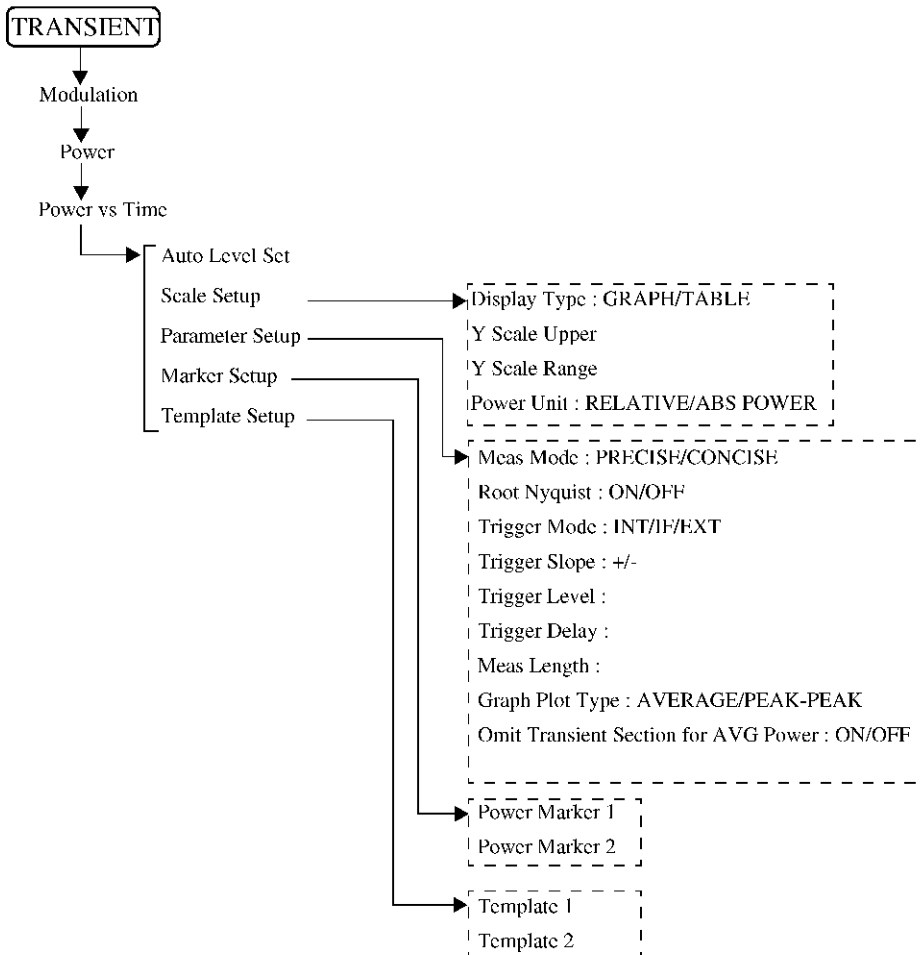 TRANSIENT
Modulation
Power
Power vs Time
Auto Level Set
Scale Setup
Parameter Setup
Marker Setup
Template Setup
Display Type : GRAPH/TABLE
Y Scale Upper
Y Scale Range
Power Unit : RELATIVE/ABS POWER
Meas Mode : PRECISE/CONCISE
Root Nyquist : ON/OFF
Trigger Mode : INT/IF/EXT
Trigger Slope : +/-
Trigger Level :
Trigger Delay :
Meas Length :
Graph Plot Type : AVERAGE/PEAK-PEAK
Omit Transient Section for AVG Power : ON/OFF
Power Marker 1
Power Marker 2
Template 1
Template 2